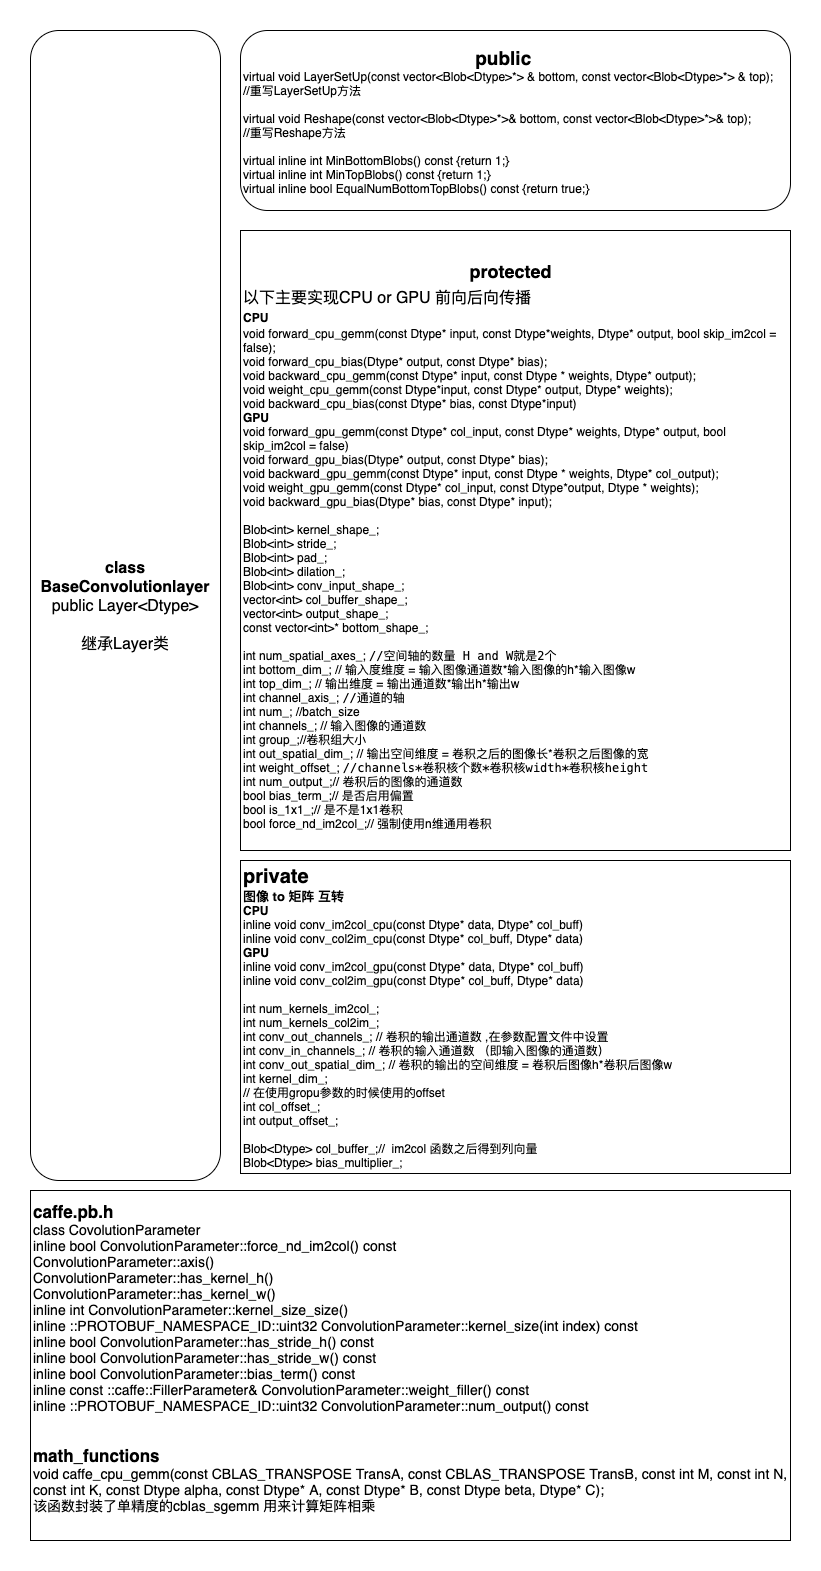 class
BaseConvolutionlayer
public Layer<Dtype>
继承Layer类
public
virtual void LayerSetUp(const vector<Blob<Dtype>*> & bottom, const vector<Blob<Dtype>*> & top);
//重写LayerSetUp方法
virtual void Reshape(const vector<Blob<Dtype>*>& bottom, const vector<Blob<Dtype>*>& top);
//重写Reshape方法
virtual inline int MinBottomBlobs() const {return 1;}
virtual inline int MinTopBlobs() const {return 1;}
virtual inline bool EqualNumBottomTopBlobs() const {return true;}
protected
以下主要实现CPU or GPU 前向后向传播
CPU
void forward_cpu_gemm(const Dtype* input, const Dtype*weights, Dtype* output, bool skip_im2col =
false);
void forward_cpu_bias(Dtype* output, const Dtype* bias);
void backward_cpu_gemm(const Dtype* input, const Dtype * weights, Dtype* output);
void weight_cpu_gemm(const Dtype*input, const Dtype* output, Dtype* weights);
void backward_cpu_bias(const Dtype* bias, const Dtype*input)
GPU
void forward_gpu_gemm(const Dtype* col_input, const Dtype* weights, Dtype* output, bool
skip_im2col = false)
void forward_gpu_bias(Dtype* output, const Dtype* bias);
void backward_gpu_gemm(const Dtype* input, const Dtype * weights, Dtype* col_output);
void weight_gpu_gemm(const Dtype* col_input, const Dtype*output, Dtype * weights);
void backward_gpu_bias(Dtype* bias, const Dtype* input);
Blob<int> kernel_shape_;
Blob<int> stride_;
Blob<int> pad_;
Blob<int> dilation_;
Blob<int> conv_input_shape_;
vector<int> col_buffer_shape_;
vector<int> output_shape_;
const vector<int>* bottom_shape_;
int num_spatial_axes_; //空间轴的数量 H and W就是2个
int bottom_dim_; // 输入度维度 = 输入图像通道数*输入图像的h*输入图像w
int top_dim_; // 输出维度 = 输出通道数*输出h*输出w
int channel_axis_; //通道的轴
int num_; //batch_size
int channels_; // 输入图像的通道数
int group_;//卷积组大小
int out_spatial_dim_; // 输出空间维度 = 卷积之后的图像长*卷积之后图像的宽
int weight_offset_; //channels*卷积核个数*卷积核width*卷积核height
int num_output_;// 卷积后的图像的通道数
bool bias_term_;// 是否启用偏置
bool is_1x1_;// 是不是1x1卷积
bool force_nd_im2col_;// 强制使用n维通用卷积
private
图像 to 矩阵 互转
CPU
inline void conv_im2col_cpu(const Dtype* data, Dtype* col_buff)
inline void conv_col2im_cpu(const Dtype* col_buff, Dtype* data)
GPU
inline void conv_im2col_gpu(const Dtype* data, Dtype* col_buff)
inline void conv_col2im_gpu(const Dtype* col_buff, Dtype* data)
int num_kernels_im2col_;
int num_kernels_col2im_;
int conv_out_channels_; // 卷积的输出通道数 ,在参数配置文件中设置
int conv_in_channels_; // 卷积的输入通道数 （即输入图像的通道数）
int conv_out_spatial_dim_; // 卷积的输出的空间维度 = 卷积后图像h*卷积后图像w
int kernel_dim_;
// 在使用gropu参数的时候使用的offset
int col_offset_;
int output_offset_;
Blob<Dtype> col_buffer_;// im2col 函数之后得到列向量
Blob<Dtype> bias_multiplier_;
caffe.pb.h
class CovolutionParameter
inline bool ConvolutionParameter::force_nd_im2col() const
ConvolutionParameter::axis()
ConvolutionParameter::has_kernel_h()
ConvolutionParameter::has_kernel_w()
inline int ConvolutionParameter::kernel_size_size()
inline ::PROTOBUF_NAMESPACE_ID::uint32 ConvolutionParameter::kernel_size(int index) const
inline bool ConvolutionParameter::has_stride_h() const
inline bool ConvolutionParameter::has_stride_w() const
inline bool ConvolutionParameter::bias_term() const
inline const ::caffe::FillerParameter& ConvolutionParameter::weight_filler() const
inline ::PROTOBUF_NAMESPACE_ID::uint32 ConvolutionParameter::num_output() const
math_functions
void caffe_cpu_gemm(const CBLAS_TRANSPOSE TransA, const CBLAS_TRANSPOSE TransB, const int M, const int N,
const int K, const Dtype alpha, const Dtype* A, const Dtype* B, const Dtype beta, Dtype* C);
该函数封装了单精度的cblas_sgemm 用来计算矩阵相乘